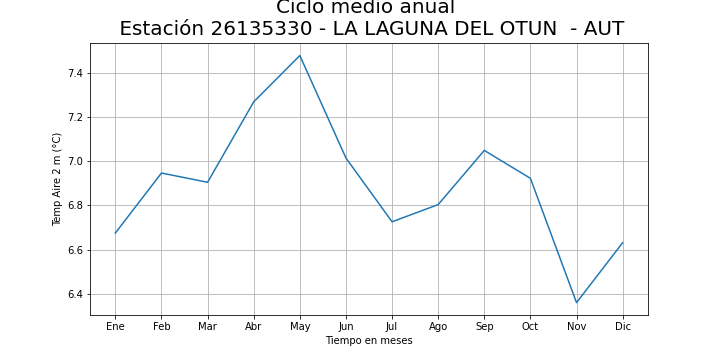 Ciclo medio anual
Estación 26135330 - LA LAGUNA DEL OTUN - AUT
Temp Aire 2 m (°C)
7.4
7.2
7.0
6.8
6.6
6.4
Ene Feb Mar Abr May Jun Jul Ago Sep Oct Nov Dic
Tiempo en meses